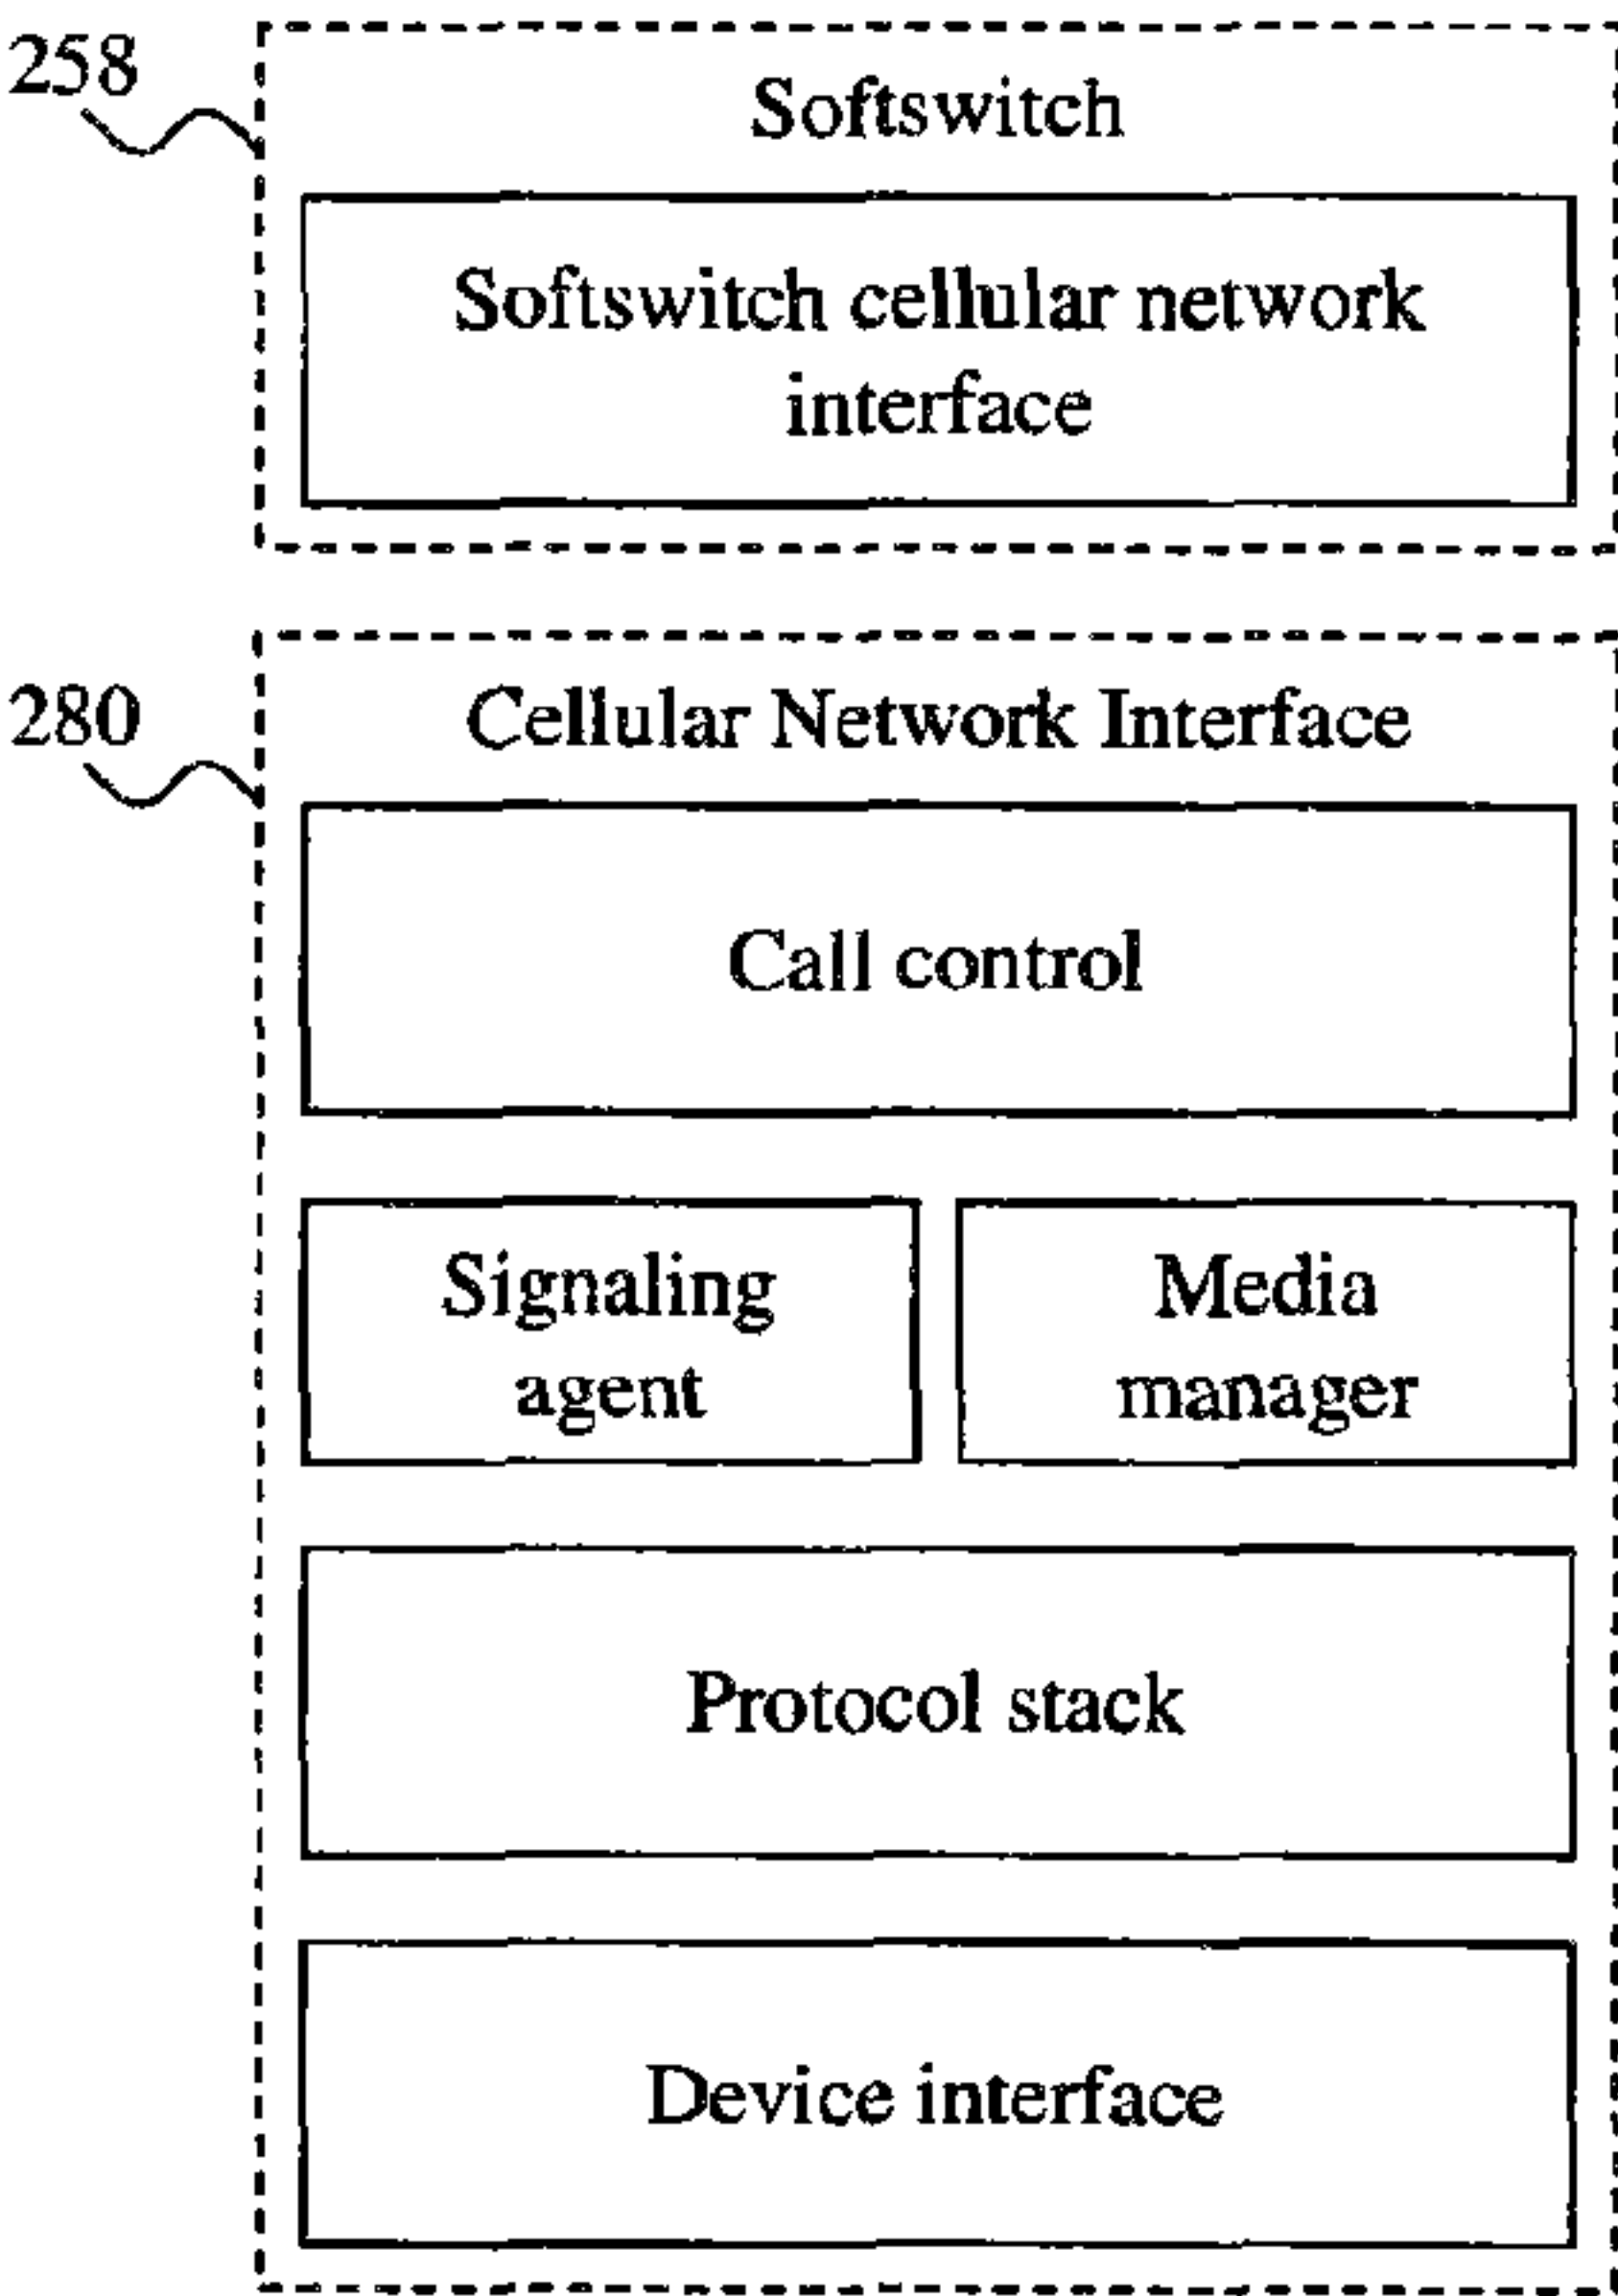 258
Softswitch
Softswitch cellular network
interface
280
Cellular Network Interface
Call control
Signaling
agent
Media
manager
Protocol stack
Device interface